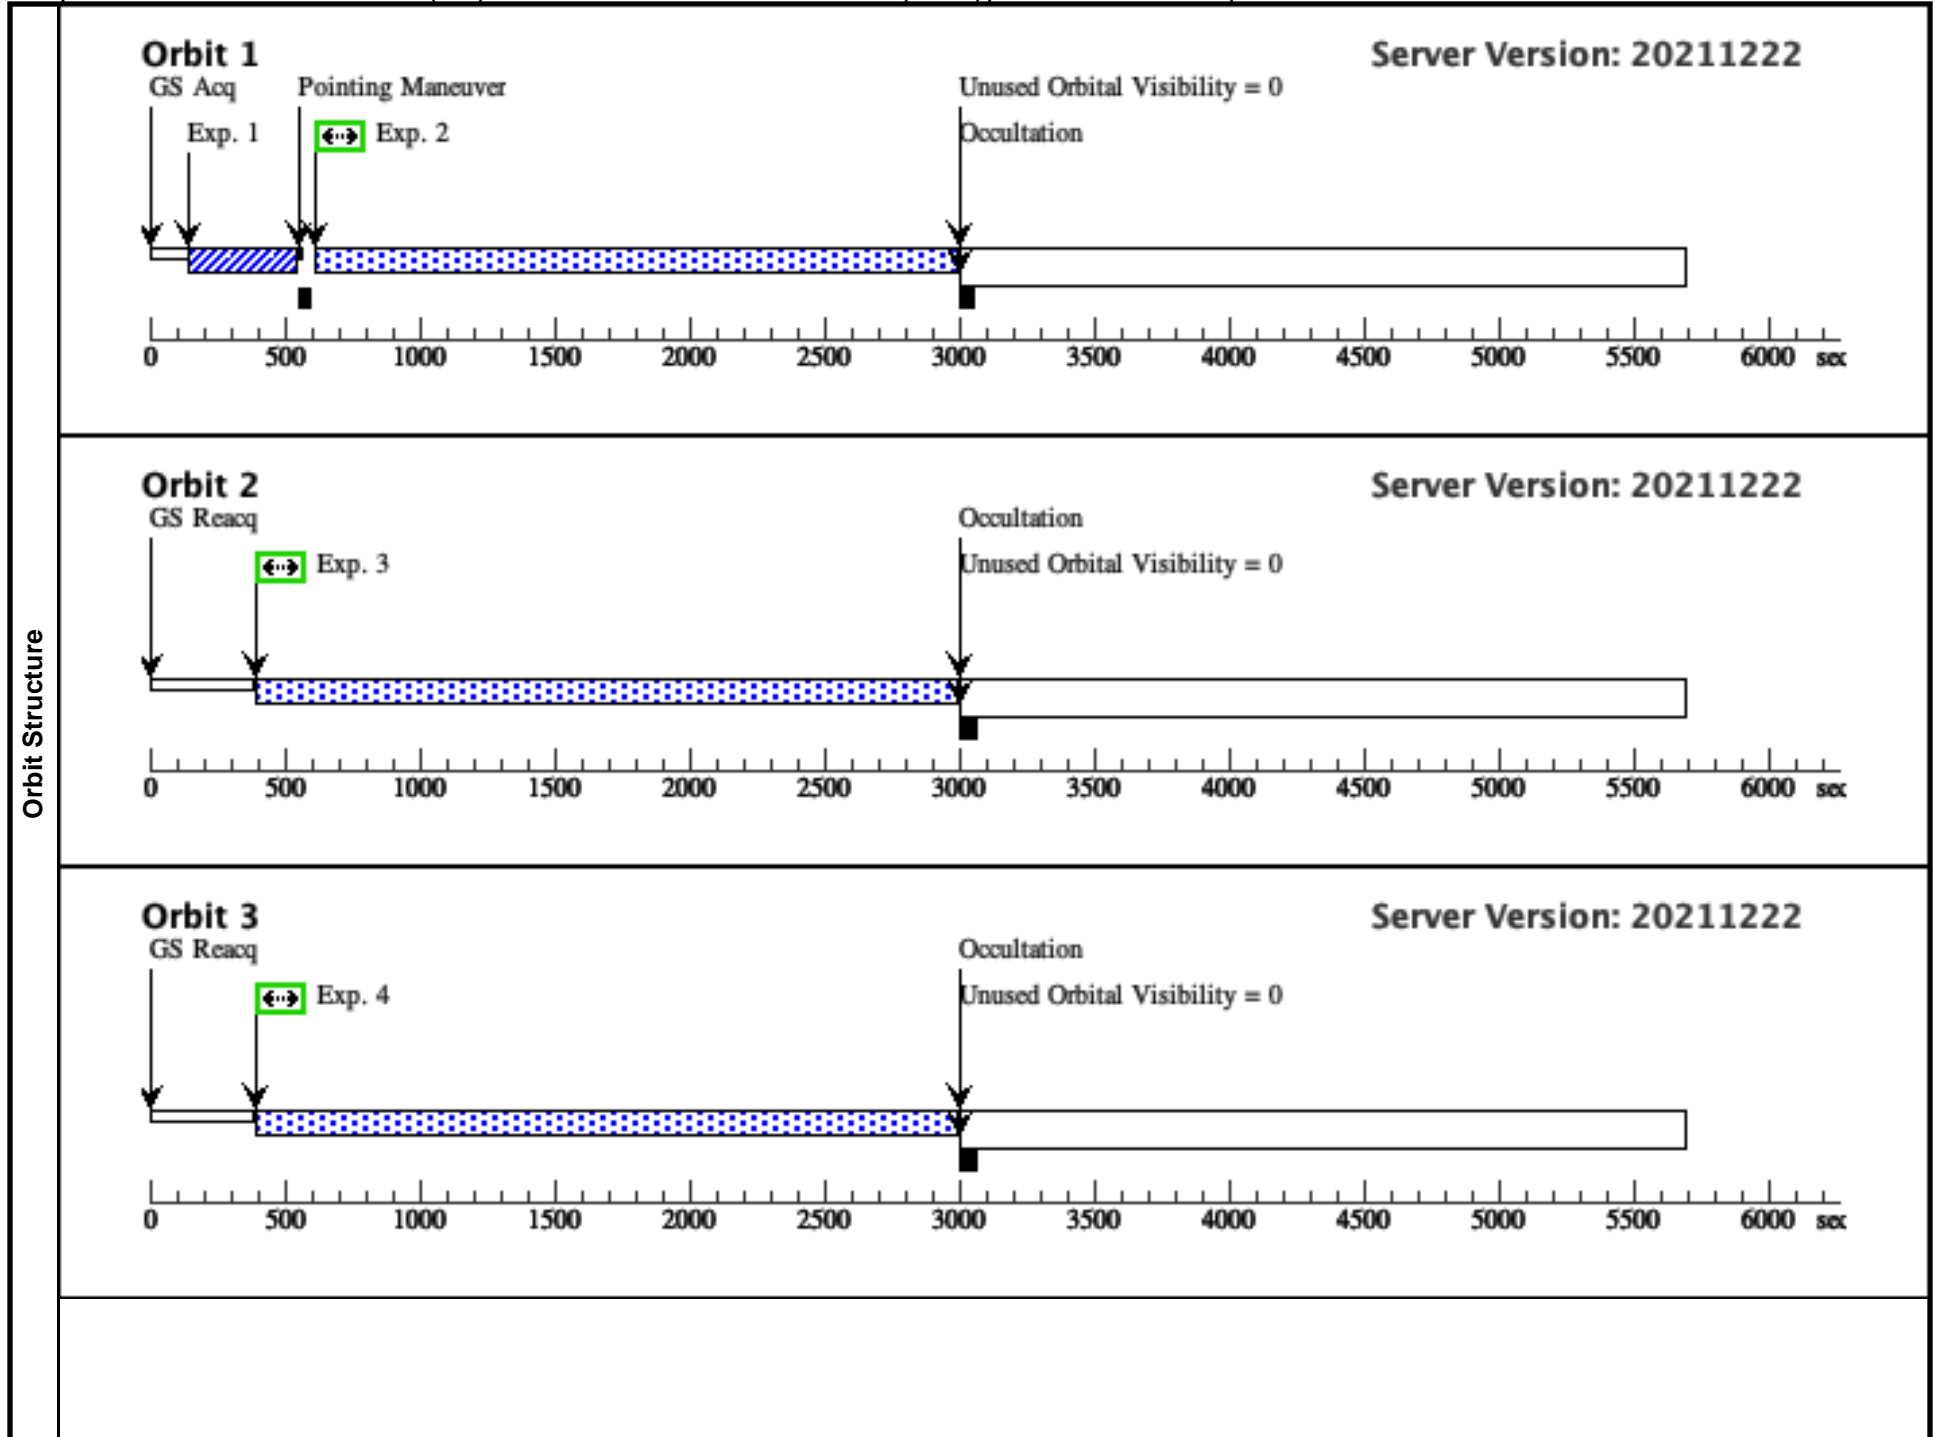 Orbit Structure
Orbit 1 Server Version: 20211222
GS Acq Pointing Maneuver Unused Orbital Visibility = 0
Exp. 1 Exp. 2 Occultation
0 500 1000 1500 2000 2500 3000 3500 4000 4500 5000 5500 6000 sec
Orbit 2 Server Version: 20211222
GS Reacq Occultation
Exp. 3 Unused Orbital Visibility = 0
0 500 1000 1500 2000 2500 3000 3500 4000 4500 5000 5500 6000 sec
Orbit 3 Server Version: 20211222
GS Reacq Occultation
Exp. 4 Unused Orbital Visibility = 0
0 500 1000 1500 2000 2500 3000 3500 4000 4500 5000 5500 6000 sec